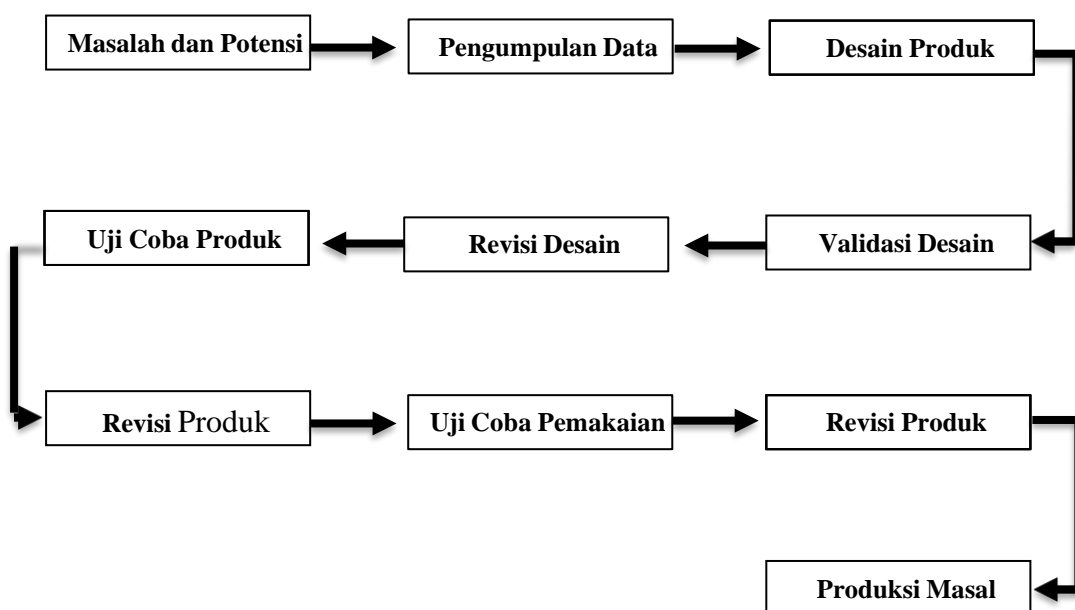 Masalah dan Potensi
Pengumpulan Data
Desain Produk
Validasi Desain
Revisi Desain
Uji Coba Produk
Revisi Produk
Uji Coba Pemakaian
Revisi Produk
Produksi Masal